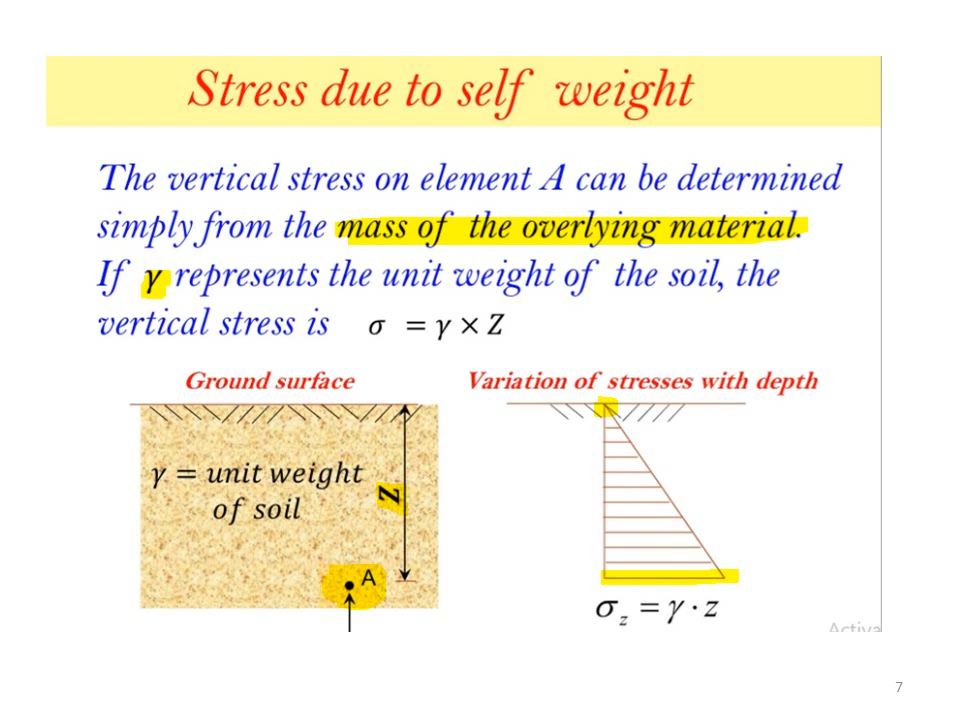 Stress due to self weight
The vertical stress on element A can be determined
simply from the mass of the overlying material.
If γ represents the unit weight of the soil, the
vertical stress is σ = γ × Z
Ground surface
γ = unit weight
of soil
Z
A
Variation of stresses with depth
σz = γ · z
Activa
7